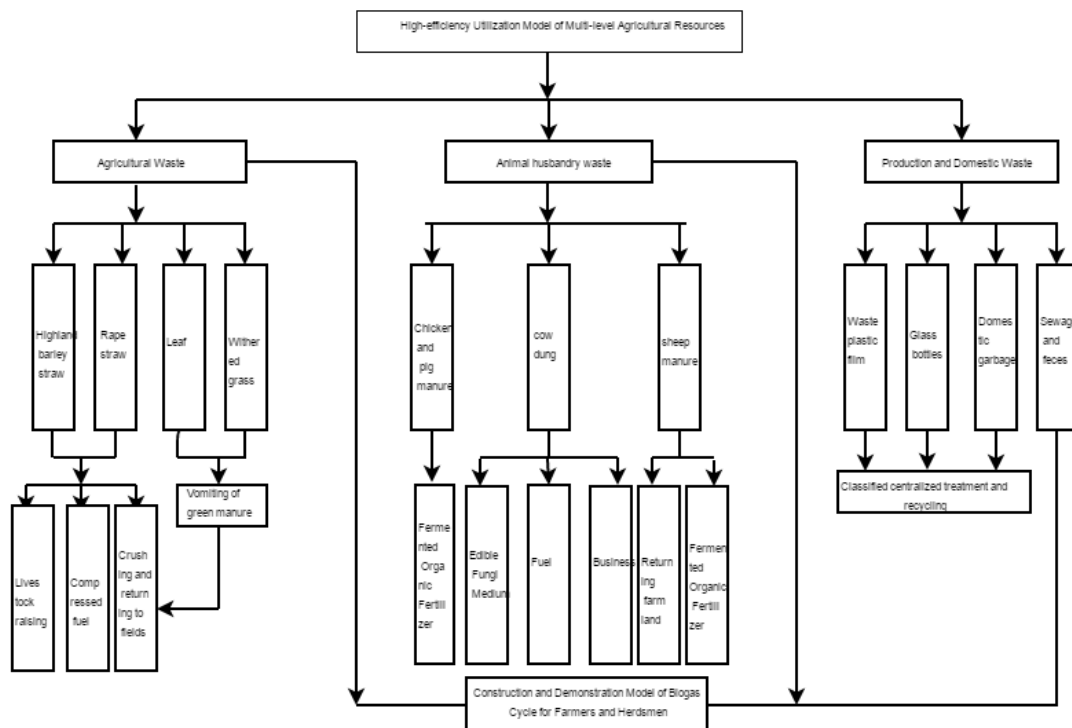 High-efficiency Utilization Model of Multi-level Agricultural Resources
Agricultural Waste
Animal husbandry waste
Production and Domestic Waste
Highland
barley
straw
Rape
straw
Leaf
Wither
ed
grass
Chicken
and
pig
manure
cow
dung
sheep
manure
Waste
plastic
film
Glass
bottles
Domes
tic
garbage
Sewage
and
feces
Vomiting of
green manure
Classified centralized treatment and
recycling
Lives
tock
raising
Comp
ressed
fuel
Crush
ing and
return
ing to
fields
Ferme
nted
Organic
Fertili
zer
Edible
Fungi
Medium
Fuel
Business
Return
ing
farm
land
Fermen
ted
Organic
Fertili
zer
Construction and Demonstration Model of Biogas
Cycle for Farmers and Herdsmen